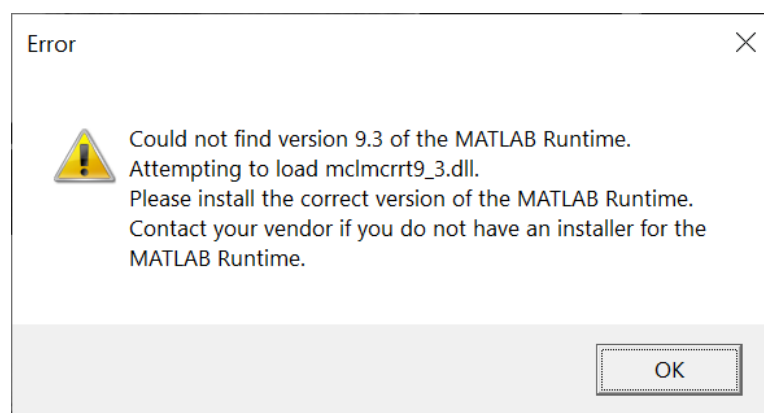 Error
Could not find version 9.3 of the MATLAB Runtime.
Attempting to load mclmcrrt9_3.dll.
Please install the correct version of the MATLAB Runtime.
Contact your vendor if you do not have an installer for the
MATLAB Runtime.
OK